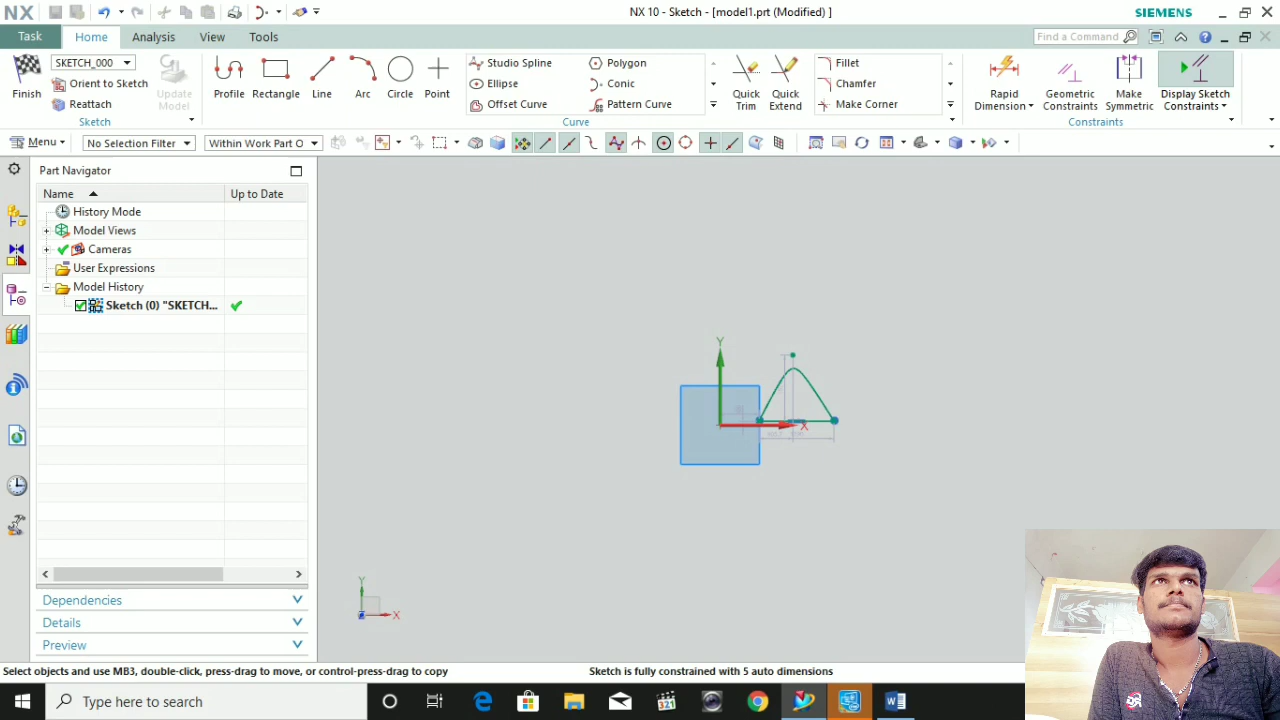 NX
NX 10 - Sketch - [model1.prt (Modified) ]
SIEMENS
Task
Home
Analysis
View
Tools
Find a Command
Finish
SKETCH_000
Orient to Sketch
Reattach
Update
Model
Sketch
Profile
Rectangle
Line
Arc
Circle
Point
Studio Spline
Ellipse
Offset Curve
Polygon
Conic
Pattern Curve
Curve
Quick
Trim
Quick
Extend
Fillet
Chamfer
Make Corner
Rapid
Dimension
Geometric
Constraints
Make
Symmetric
Display Sketch
Constraints
Constraints
Menu
No Selection Filter
Within Work Part O
Part Navigator
Name
Up to Date
History Mode
Model Views
Cameras
User Expressions
Model History
Sketch (0) "SKETCH...
Y
X
Y
X
Dependencies
Details
Preview
Select objects and use MB3, double-click, press-drag to move, or control-press-drag to copy
Sketch is fully constrained with 5 auto dimensions
Type here to search